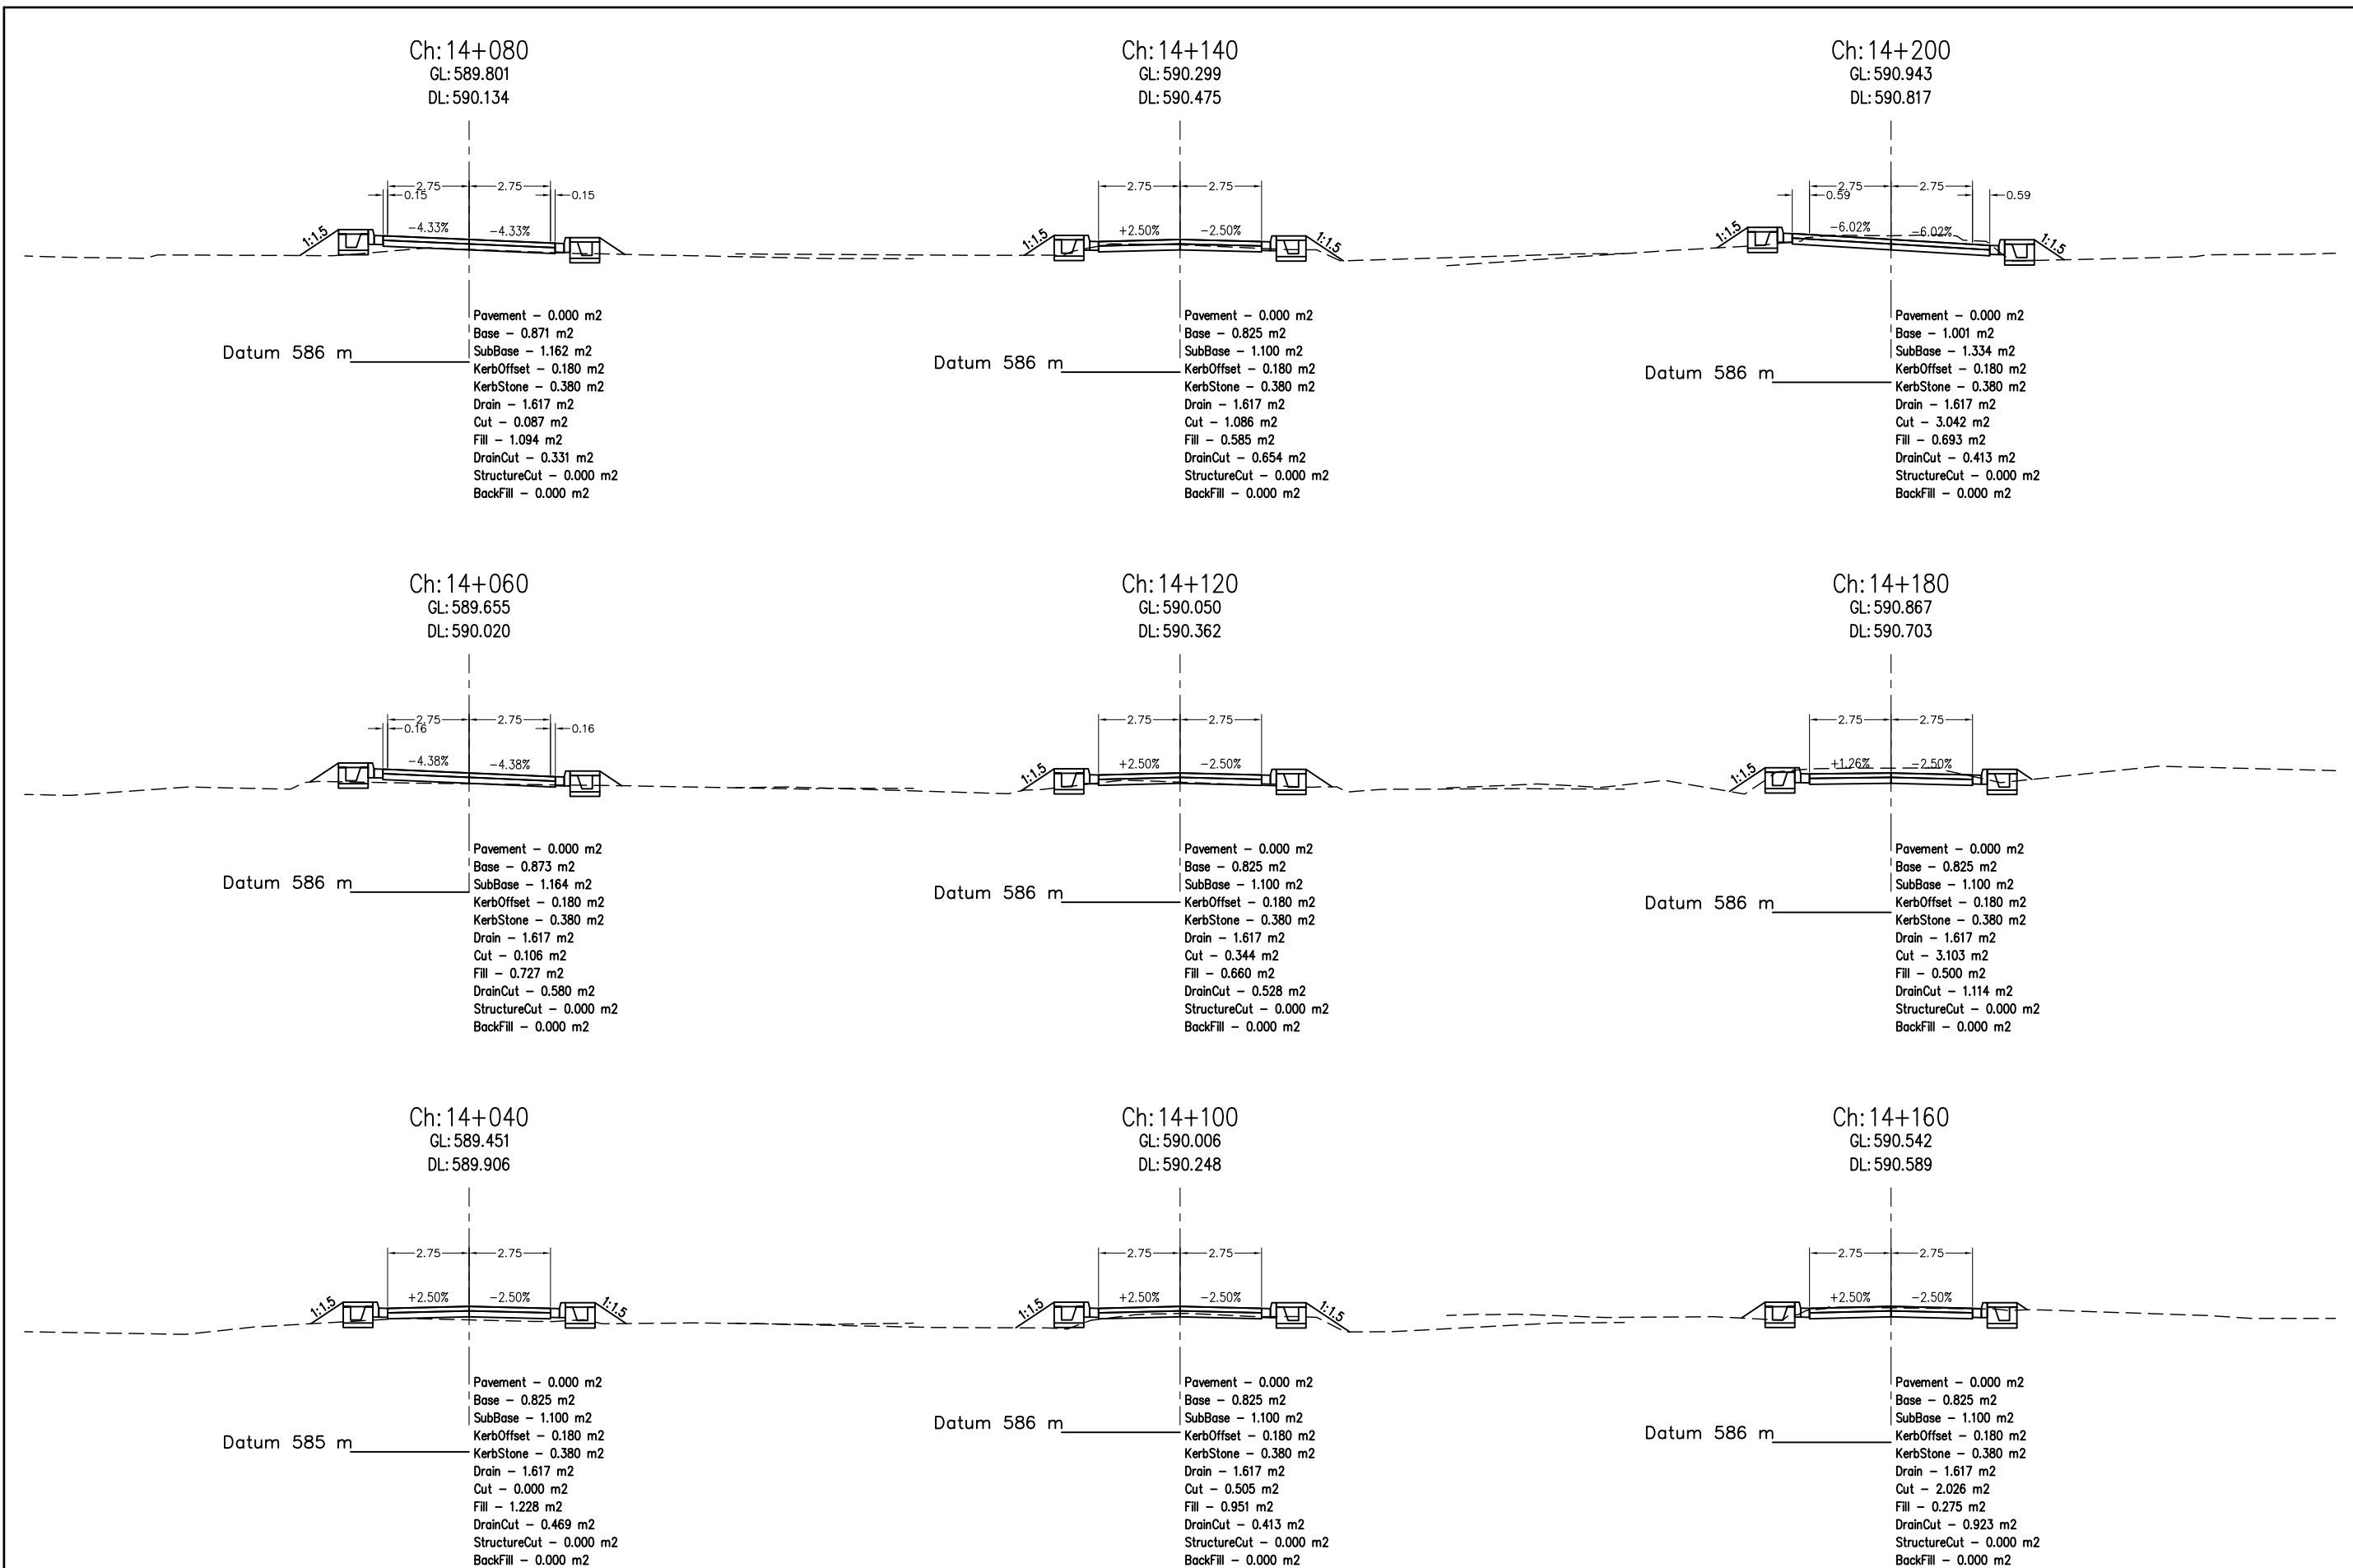 Ch:14+080
GL:589.801
DL:590.134
2.75
2.75
0.15
0.15
1:1.5
-4.33%
-4.33%
Datum 586 m
Pavement - 0.000 m2
Base - 0.871 m2
SubBase - 1.162 m2
KerbOffset - 0.180 m2
KerbStone - 0.380 m2
Drain - 1.617 m2
Cut - 0.087 m2
Fill - 1.094 m2
DrainCut - 0.331 m2
StructureCut - 0.000 m2
BackFill - 0.000 m2
Ch:14+140
GL:590.299
DL:590.475
2.75
2.75
1:1.5
+2.50%
-2.50%
1:1.5
Datum 586 m
Pavement - 0.000 m2
Base - 0.825 m2
SubBase - 1.100 m2
KerbOffset - 0.180 m2
KerbStone - 0.380 m2
Drain - 1.617 m2
Cut - 1.086 m2
Fill - 0.585 m2
DrainCut - 0.654 m2
StructureCut - 0.000 m2
BackFill - 0.000 m2
Ch:14+200
GL:590.943
DL:590.817
2.75
2.75
0.59
0.59
1:1.5
-6.02%
-6.02%
1:1.5
Datum 586 m
Pavement - 0.000 m2
Base - 1.001 m2
SubBase - 1.334 m2
KerbOffset - 0.180 m2
KerbStone - 0.380 m2
Drain - 1.617 m2
Cut - 3.042 m2
Fill - 0.693 m2
DrainCut - 0.413 m2
StructureCut - 0.000 m2
BackFill - 0.000 m2
Ch:14+060
GL:589.655
DL:590.020
2.75
2.75
0.16
0.16
-4.38%
-4.38%
Datum 586 m
Pavement - 0.000 m2
Base - 0.873 m2
SubBase - 1.164 m2
KerbOffset - 0.180 m2
KerbStone - 0.380 m2
Drain - 1.617 m2
Cut - 0.106 m2
Fill - 0.727 m2
DrainCut - 0.580 m2
StructureCut - 0.000 m2
BackFill - 0.000 m2
Ch:14+120
GL:590.050
DL:590.362
2.75
2.75
1:1.5
+2.50%
-2.50%
Datum 586 m
Pavement - 0.000 m2
Base - 0.825 m2
SubBase - 1.100 m2
KerbOffset - 0.180 m2
KerbStone - 0.380 m2
Drain - 1.617 m2
Cut - 0.344 m2
Fill - 0.660 m2
DrainCut - 0.528 m2
StructureCut - 0.000 m2
BackFill - 0.000 m2
Ch:14+180
GL:590.867
DL:590.703
2.75
2.75
1:1.5
+1.26%
-2.50%
Datum 586 m
Pavement - 0.000 m2
Base - 0.825 m2
SubBase - 1.100 m2
KerbOffset - 0.180 m2
KerbStone - 0.380 m2
Drain - 1.617 m2
Cut - 3.103 m2
Fill - 0.500 m2
DrainCut - 1.114 m2
StructureCut - 0.000 m2
BackFill - 0.000 m2
Ch:14+040
GL:589.451
DL:589.906
2.75
2.75
1:1.5
+2.50%
-2.50%
1:1.5
Datum 585 m
Pavement - 0.000 m2
Base - 0.825 m2
SubBase - 1.100 m2
KerbOffset - 0.180 m2
KerbStone - 0.380 m2
Drain - 1.617 m2
Cut - 0.000 m2
Fill - 1.228 m2
DrainCut - 0.469 m2
StructureCut - 0.000 m2
BackFill - 0.000 m2
Ch:14+100
GL:590.006
DL:590.248
2.75
2.75
1:1.5
+2.50%
-2.50%
1:1.5
Datum 586 m
Pavement - 0.000 m2
Base - 0.825 m2
SubBase - 1.100 m2
KerbOffset - 0.180 m2
KerbStone - 0.380 m2
Drain - 1.617 m2
Cut - 0.505 m2
Fill - 0.951 m2
DrainCut - 0.413 m2
StructureCut - 0.000 m2
BackFill - 0.000 m2
Ch:14+160
GL:590.542
DL:590.589
2.75
2.75
+2.50%
-2.50%
Datum 586 m
Pavement - 0.000 m2
Base - 0.825 m2
SubBase - 1.100 m2
KerbOffset - 0.180 m2
KerbStone - 0.380 m2
Drain - 1.617 m2
Cut - 2.026 m2
Fill - 0.275 m2
DrainCut - 0.923 m2
StructureCut - 0.000 m2
BackFill - 0.000 m2